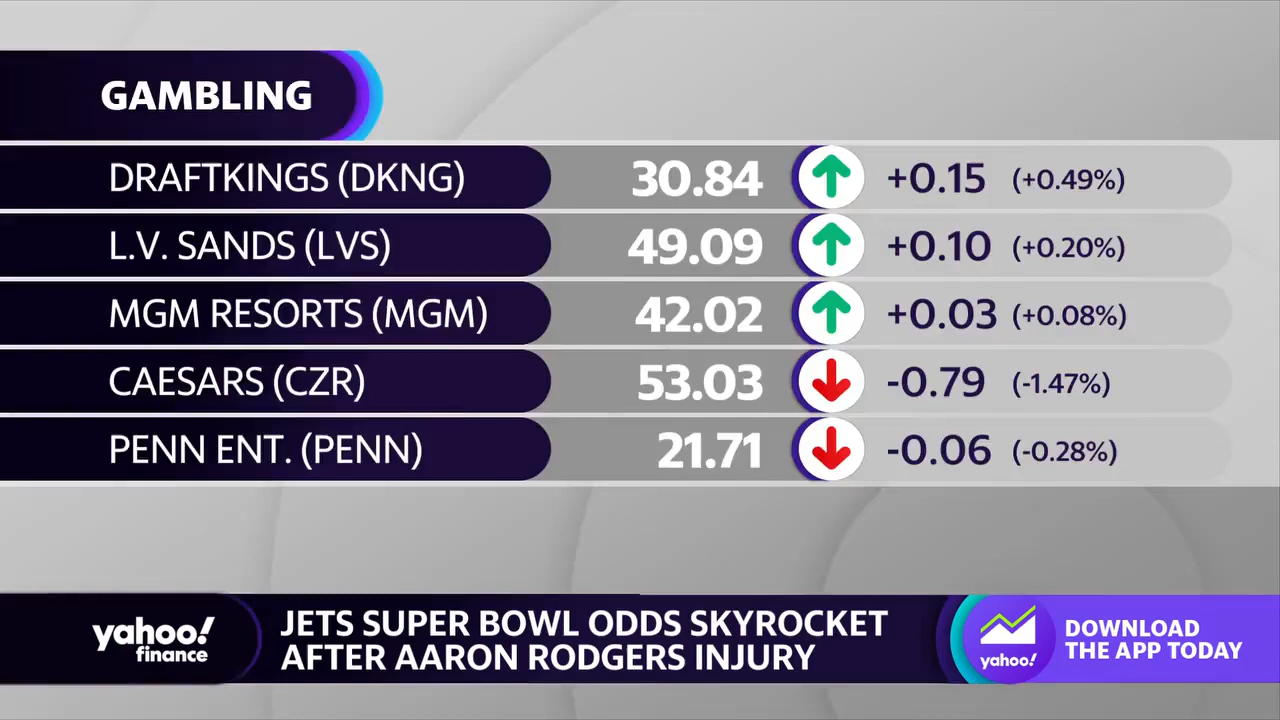 GAMBLING
DRAFTKINGS (DKNG) 30.84 +0.15 (+0.49%)
L.V. SANDS (LVS) 49.09 +0.10 (+0.20%)
MGM RESORTS (MGM) 42.02 +0.03 (+0.08%)
CAESARS (CZR) 53.03 -0.79 (-1.47%)
PENN ENT. (PENN) 21.71 -0.06 (-0.28%)
yahoo!
finance
JETS SUPER BOWL ODDS SKYROCKET
AFTER AARON RODGERS INJURY
yahoo!
DOWNLOAD
THE APP TODAY